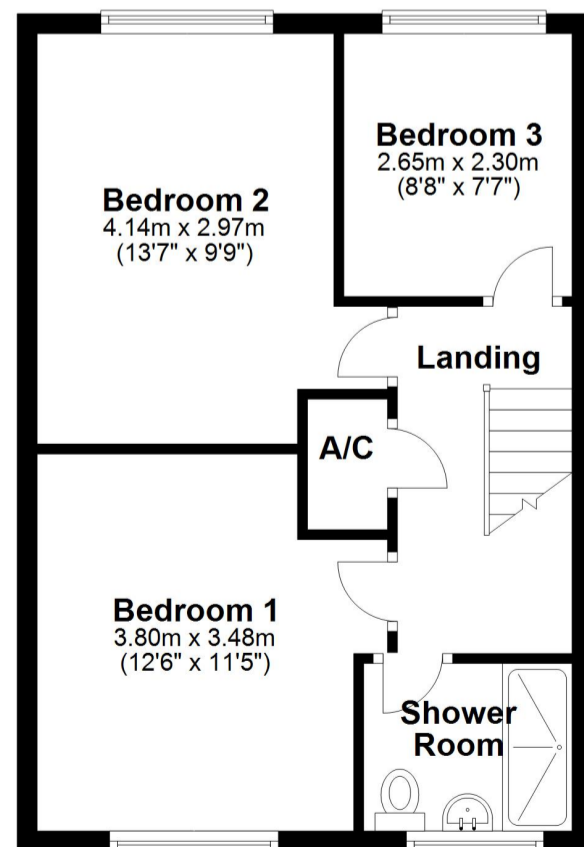 Bedroom 3
2.65m x 2.30m
(8'8" x 7'7")
Bedroom 2
4.14m x 2.97m
(13'7" x 9'9")
Landing
A/C
Bedroom 1
3.80m x 3.48m
(12'6" x 11'5")
Shower
Room